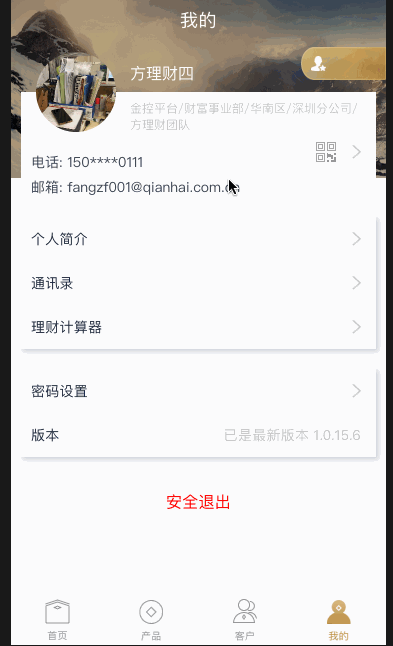 我的
方理财四
金控平台/财富事业部/华南区/深圳分公司/
方理财团队
电话: 150****0111
邮箱: fangzf001@qianhai.com.cn
个人简介
通讯录
理财计算器
密码设置
版本 已是最新版本 1.0.15.6
安全退出
首页 产品 客户 我的